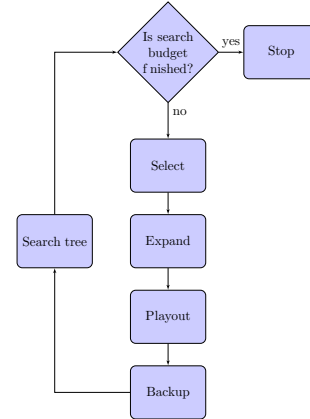 Is search
budget
f nished?
yes
Stop
no
Select
Search tree
Expand
Playout
Backup